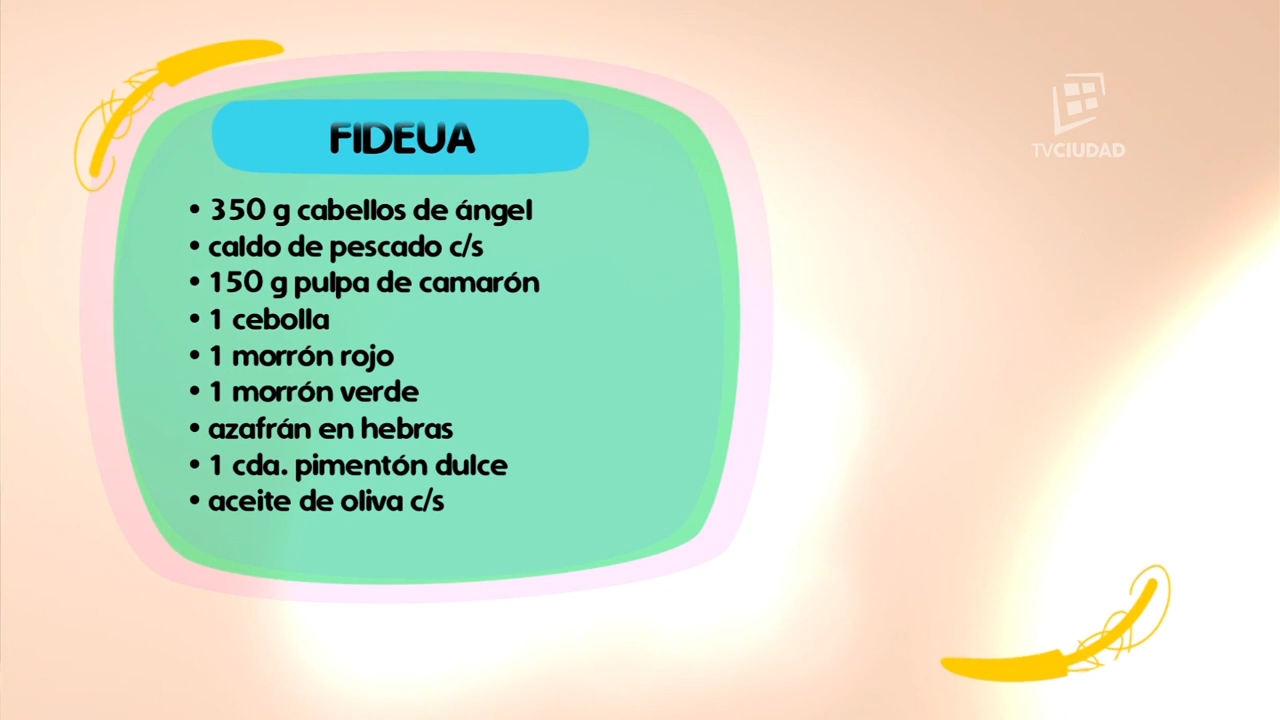 FIDEUA
• 350 g cabellos de ángel
• caldo de pescado c/s
• 150 g pulpa de camarón
• 1 cebolla
• 1 morrón rojo
• 1 morrón verde
• azafrán en hebras
• 1 cda. pimentón dulce
• aceite de oliva c/s
TVCIUDAD